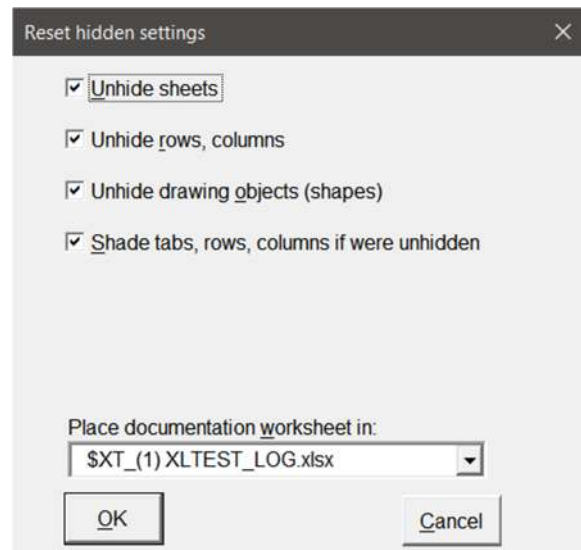 Reset hidden settings
Unhide sheets
Unhide rows, columns
Unhide drawing objects (shapes)
Shade tabs, rows, columns if were unhidden
Place documentation worksheet in:
$XT_(1) XLTEST_LOG.xlsx
OK
Cancel